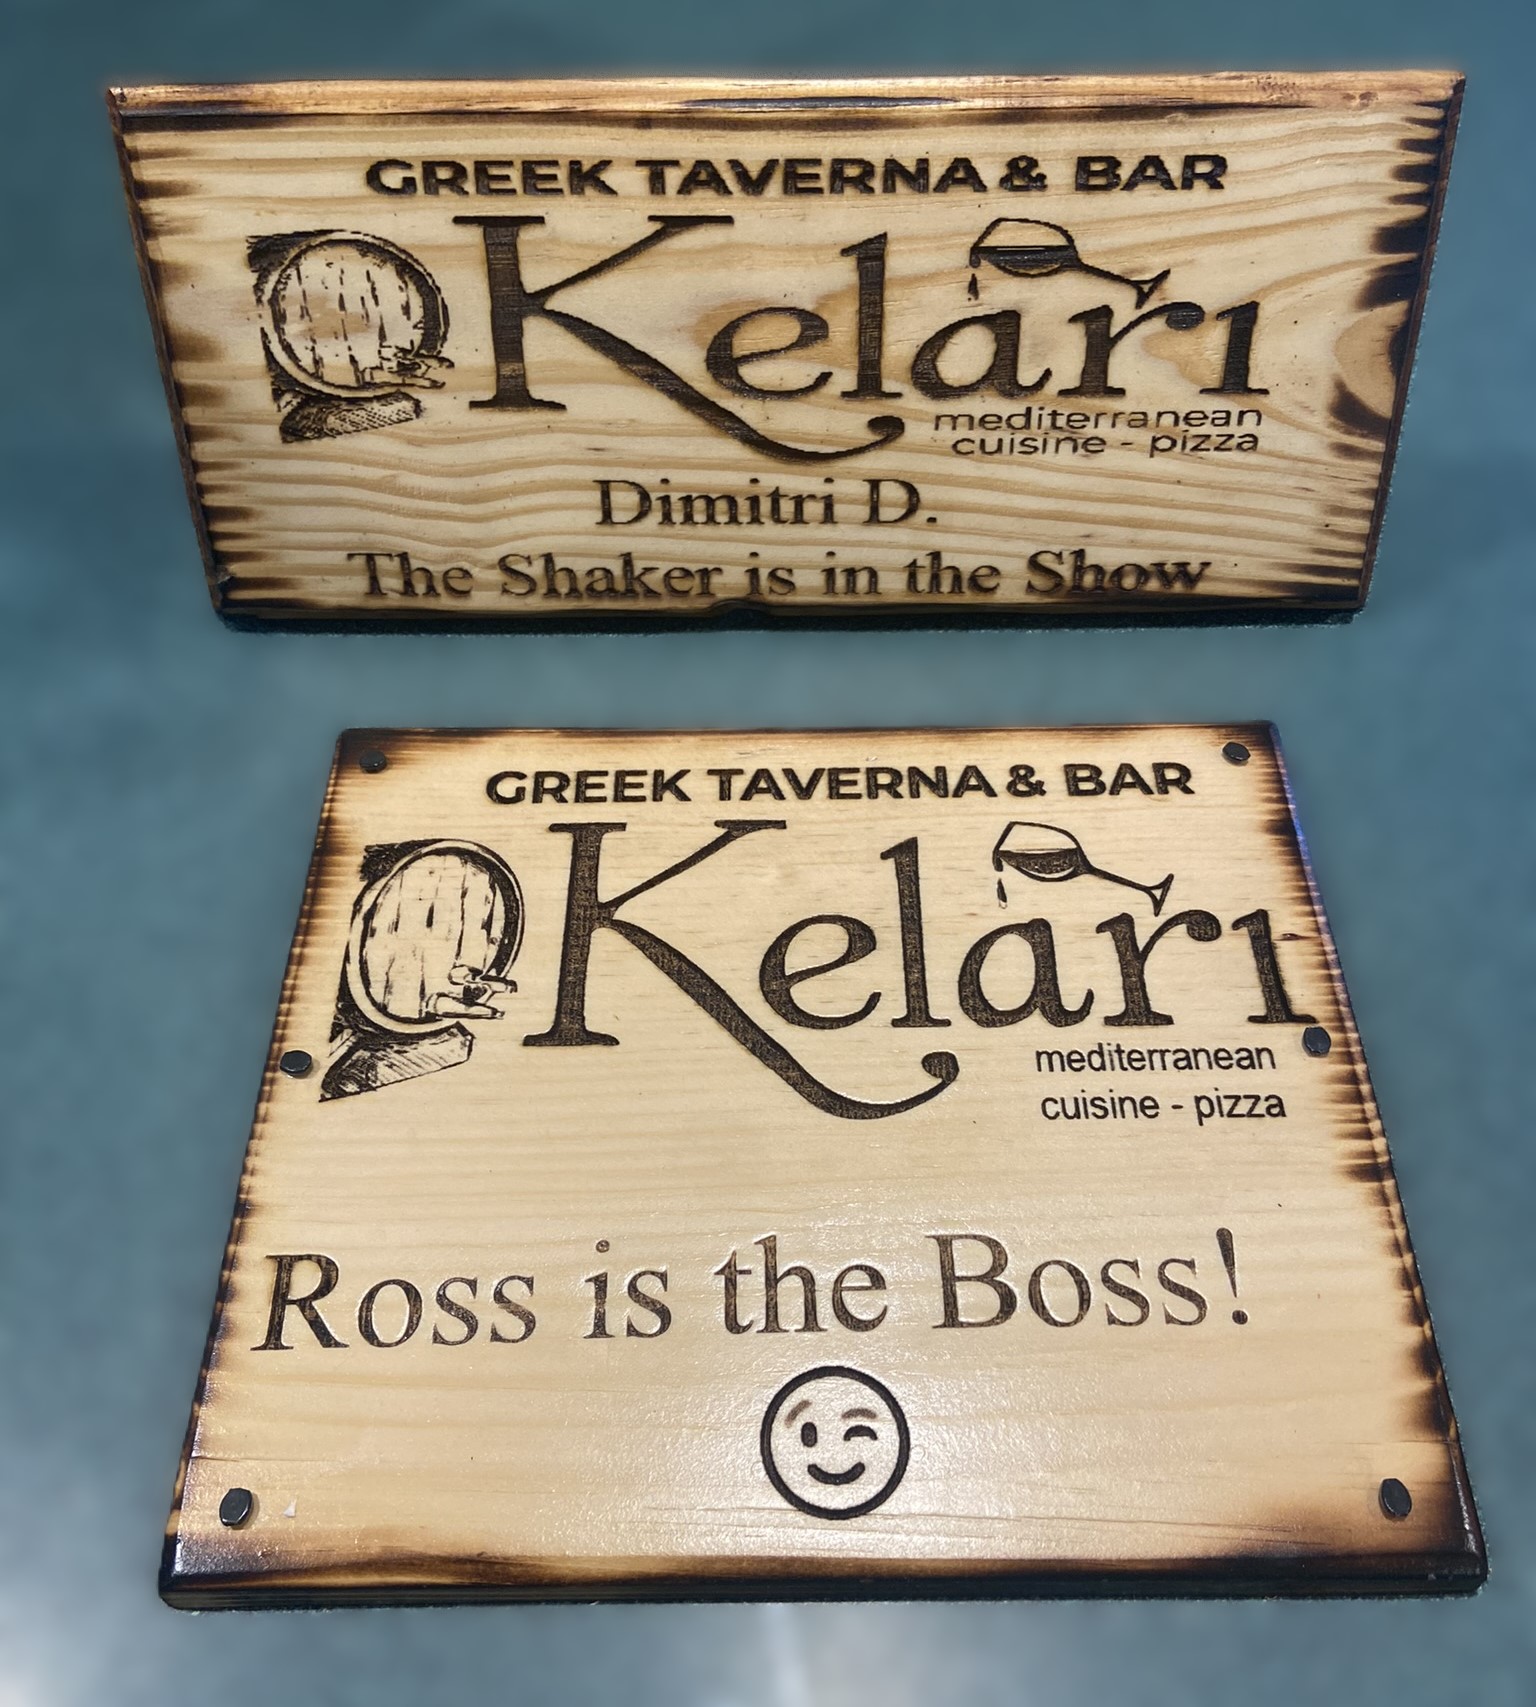 GREEK TAVERNA & BAR
Kelari
mediterranean
cuisine - pizza
Dimitri D.
The Shaker is in the Show
GREEK TAVERNA & BAR
Kelari
mediterranean
cuisine - pizza
Ross is the Boss!